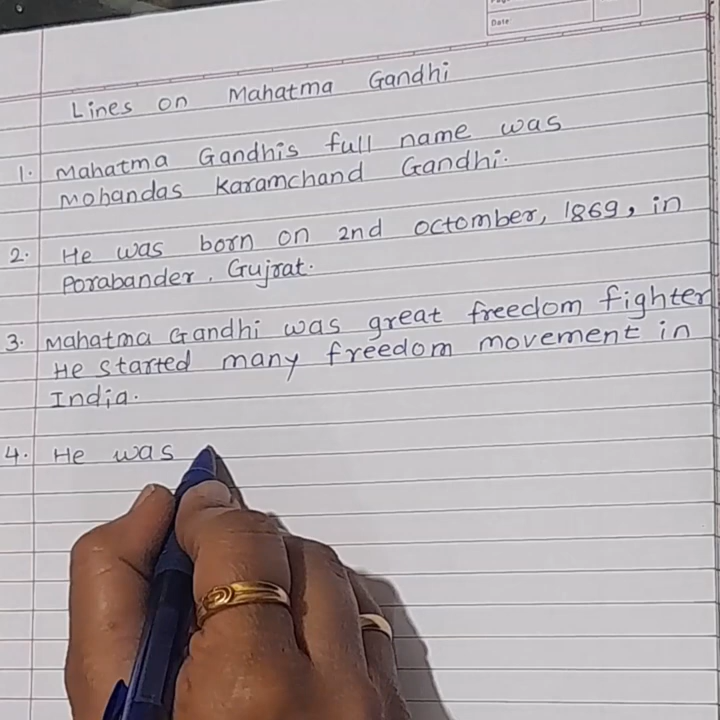 Date
Lines on Mahatma Gandhi
1. Mahatma Gandhis full name was
Mohandas Karamchand Gandhi.
2. He was born on 2nd octomber, 1869, in
Porabander, Gujrat.
3. Mahatma Gandhi was great freedom fighter
He started many freedom movement in
India.
4. He was